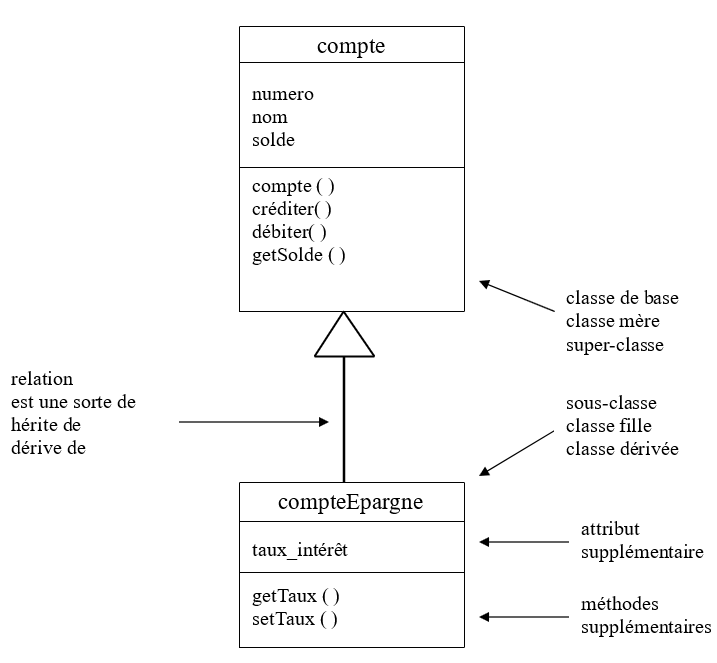 compte
numero
nom
solde
compte ( )
créditer( )
débiter( )
getSolde ( )
classe de base
classe mère
super-classe
relation
est une sorte de
hérite de
dérive de
sous-classe
classe fille
classe dérivée
compteEpargne
taux_intérêt
attribut
supplémentaire
getTaux ( )
setTaux ( )
méthodes
supplémentaires